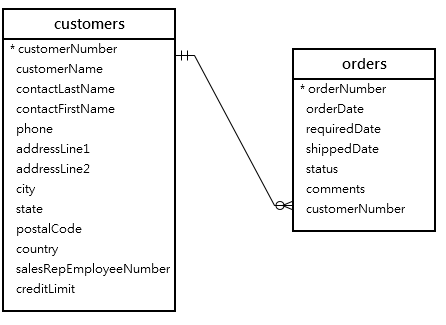 customers
* customerNumber
customerName
contactLastName
contactFirstName
phone
addressLine1
addressLine2
city
state
postalCode
country
salesRepEmployeeNumber
creditLimit
orders
* orderNumber
orderDate
requiredDate
shippedDate
status
comments
customerNumber